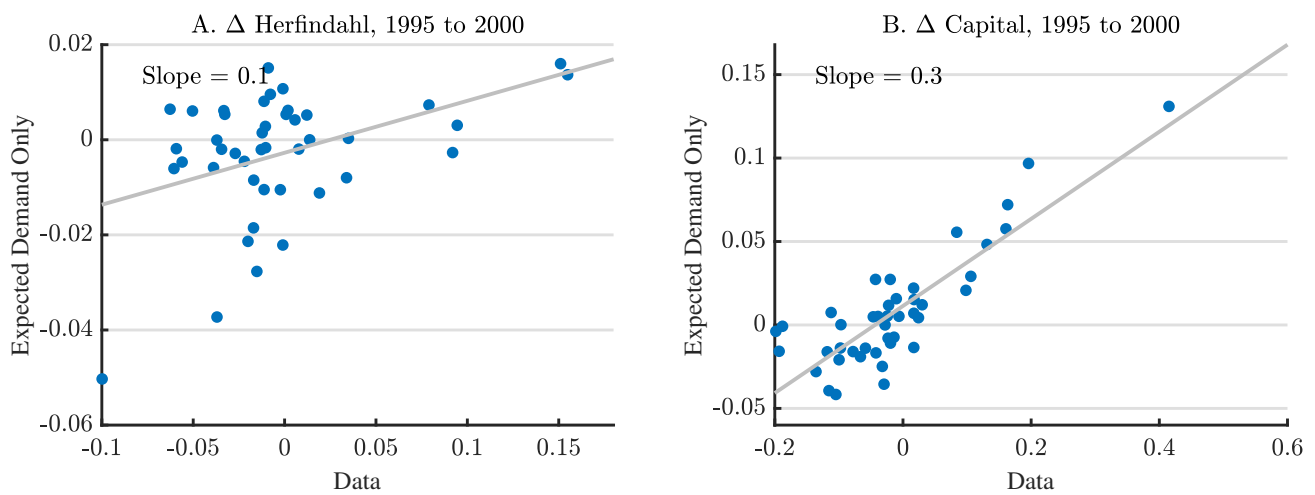 A. Δ Herfindahl, 1995 to 2000
Slope = 0.1
Expected Demand Only
0.02
0
-0.02
-0.04
-0.06
-0.1
-0.05
0
0.05
0.1
0.15
Data
B. Δ Capital, 1995 to 2000
Slope = 0.3
Expected Demand Only
0.15
0.1
0.05
0
-0.05
-0.2
0
0.2
0.4
0.6
Data